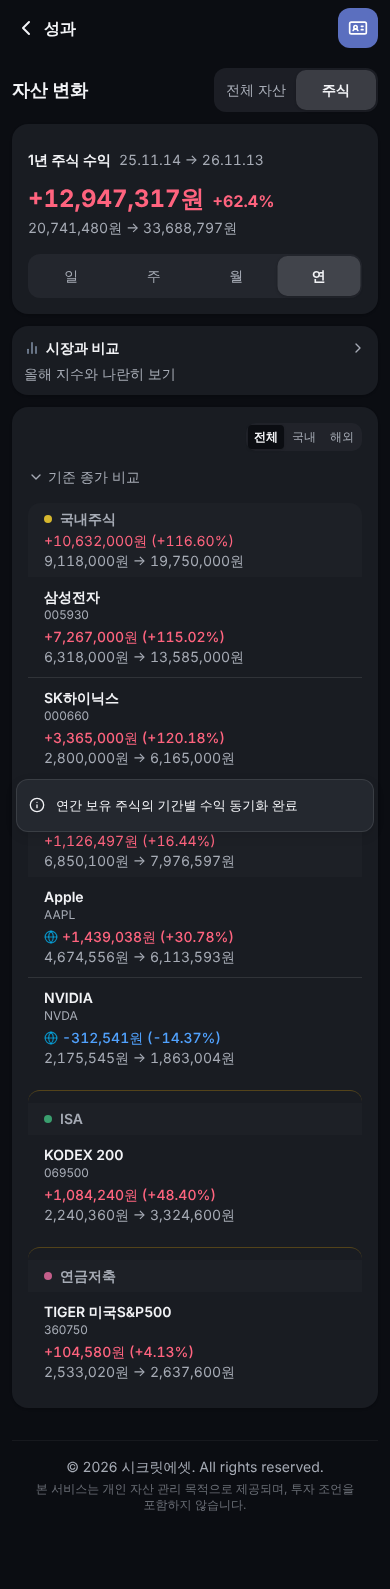 성과
자산 변화
전체 자산
주식
1년 주식 수익 25.11.14 → 26.11.13
+12,947,317원 +62.4%
20,741,480원 → 33,688,797원
일
주
월
연
시장과 비교
올해 지수와 나란히 보기
전체
국내
해외
기준 종가 비교
국내주식
+10,632,000원 (+116.60%)
9,118,000원 → 19,750,000원
삼성전자
005930
+7,267,000원 (+115.02%)
6,318,000원 → 13,585,000원
SK하이닉스
000660
+3,365,000원 (+120.18%)
2,800,000원 → 6,165,000원
연간 보유 주식의 기간별 수익 동기화 완료
+1,126,497원 (+16.44%)
6,850,100원 → 7,976,597원
Apple
AAPL
+1,439,038원 (+30.78%)
4,674,556원 → 6,113,593원
NVIDIA
NVDA
-312,541원 (-14.37%)
2,175,545원 → 1,863,004원
ISA
KODEX 200
069500
+1,084,240원 (+48.40%)
2,240,360원 → 3,324,600원
연금저축
TIGER 미국S&P500
360750
+104,580원 (+4.13%)
2,533,020원 → 2,637,600원
© 2026 시크릿에셋. All rights reserved.
본 서비스는 개인 자산 관리 목적으로 제공되며, 투자 조언을
포함하지 않습니다.